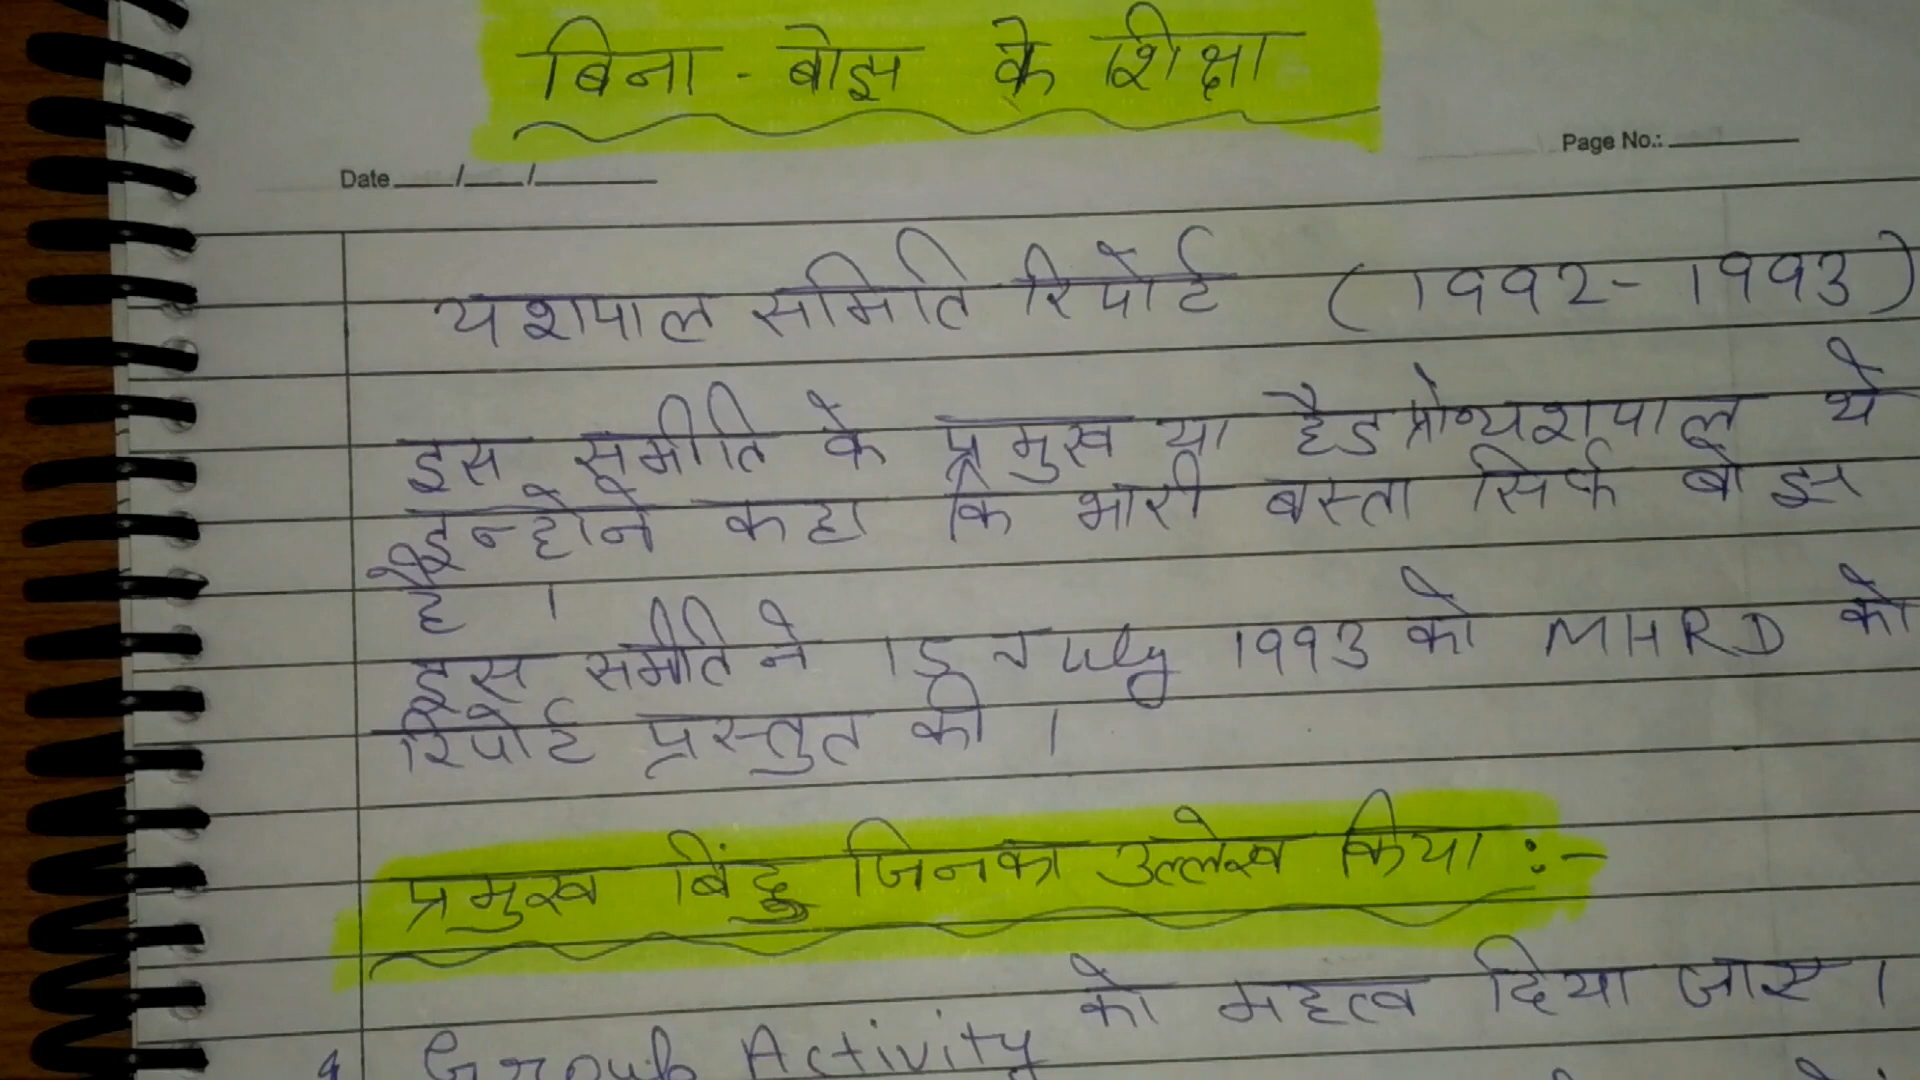 बिना - बोझ के शिक्षा
Page No.:
Date / /
यशपाल समिति रिपोर्ट (1992-1993)
इस समीति के प्रमुख या हैड प्रो० यशपाल थे
इन्होने कहा कि भारी बस्ता सिर्फ बोझ
है ।
इस समीति ने 15 July 1993 को MHRD को
रिपोर्ट प्रस्तुत की ।
प्रमुख बिंदु जिनका उल्लेख किया :-
Group Activity को महत्व दिया जाए ।